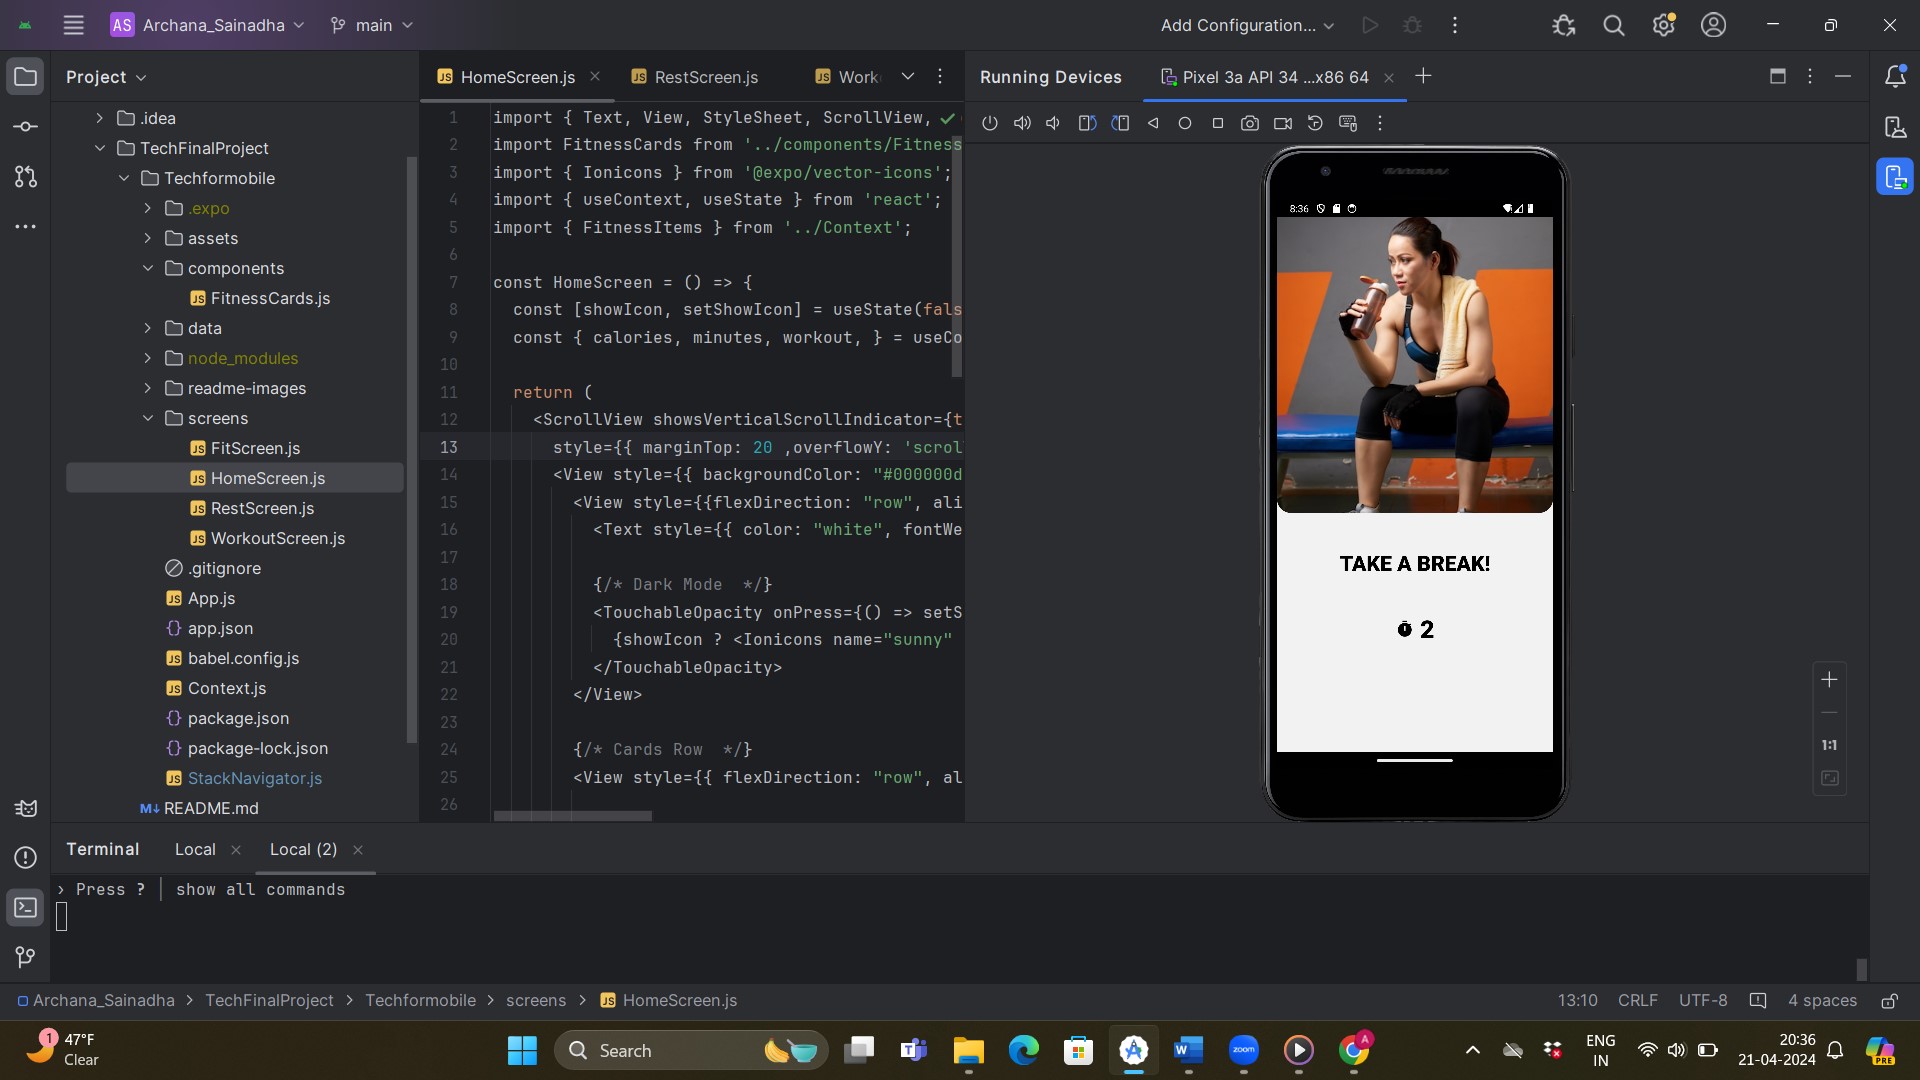 AS Archana_Sainadha main
Add Configuration...
Project
.idea
TechFinalProject
Techformobile
.expo
assets
components
FitnessCards.js
data
node_modules
readme-images
screens
FitScreen.js
HomeScreen.js
RestScreen.js
WorkoutScreen.js
.gitignore
App.js
app.json
babel.config.js
Context.js
package.json
package-lock.json
StackNavigator.js
README.md
HomeScreen.js RestScreen.js Work
1 import { Text, View, StyleSheet, ScrollView,
2 import FitnessCards from '../components/Fitness
3 import { Ionicons } from '@expo/vector-icons';
4 import { useContext, useState } from 'react';
5 import { FitnessItems } from '../Context';
6
7 const HomeScreen = () => {
8 const [showIcon, setShowIcon] = useState(fals
9 const { calories, minutes, workout, } = useCo
10
11 return (
12 <ScrollView showsVerticalScrollIndicator={t
13 style={{ marginTop: 20 ,overflowY: 'scrol
14 <View style={{ backgroundColor: "#000000d
15 <View style={{flexDirection: "row", ali
16 <Text style={{ color: "white", fontWe
17
18 {/* Dark Mode */}
19 <TouchableOpacity onPress={() => setS
20 {showIcon ? <Ionicons name="sunny"
21 </TouchableOpacity>
22 </View>
23
24 {/* Cards Row */}
25 <View style={{ flexDirection: "row", al
26
Running Devices Pixel 3a API 34 ...x86 64
8:36
TAKE A BREAK!
2
1:1
Terminal Local Local (2)
› Press ? │ show all commands
Archana_Sainadha > TechFinalProject > Techformobile > screens > HomeScreen.js
13:10 CRLF UTF-8 4 spaces
1 47°F
Clear
Search
zoom
A
ENG
IN
20:36
21-04-2024
PRE